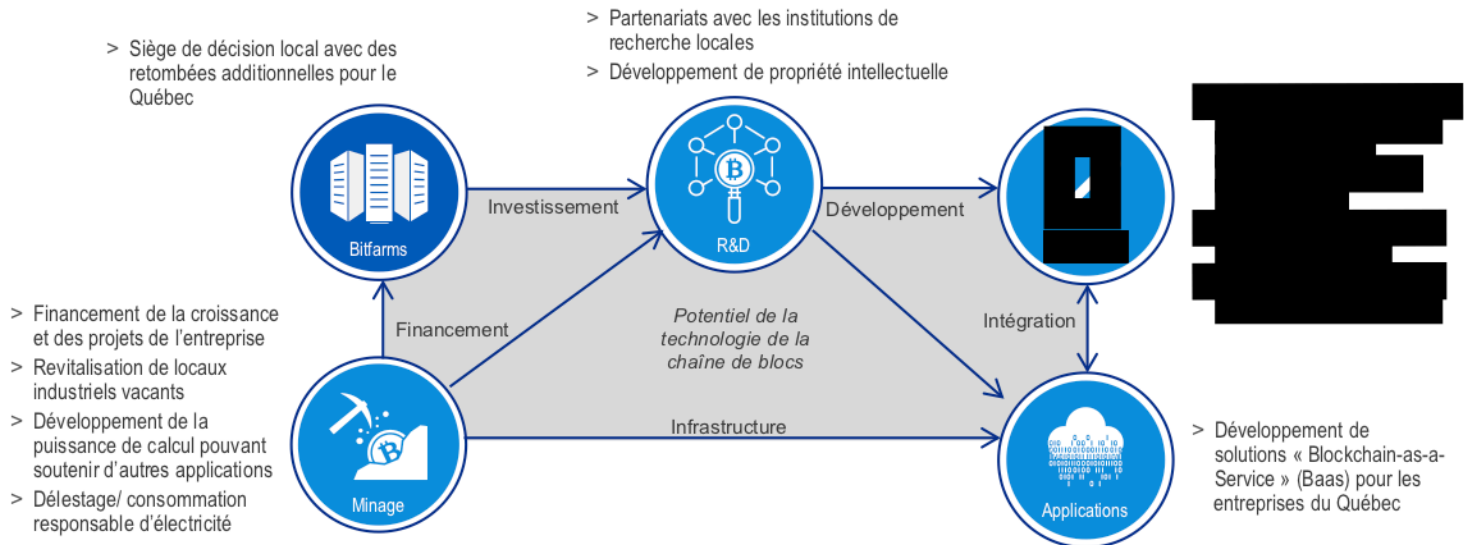 > Siège de décision local avec des
retombées additionnelles pour le
Québec
> Partenariats avec les institutions de
recherche locales
> Développement de propriété intellectuelle
Bitfarms
Investissement
R&D
Développement
> Financement de la croissance
et des projets de l'entreprise
> Revitalisation de locaux
industriels vacants
> Développement de la
puissance de calcul pouvant
soutenir d'autres applications
> Délestage/ consommation
responsable d'électricité
Financement
Potentiel de la
technologie de la
chaîne de blocs
Intégration
Infrastructure
Minage
Applications
> Développement de
solutions « Blockchain-as-a-
Service » (Baas) pour les
entreprises du Québec